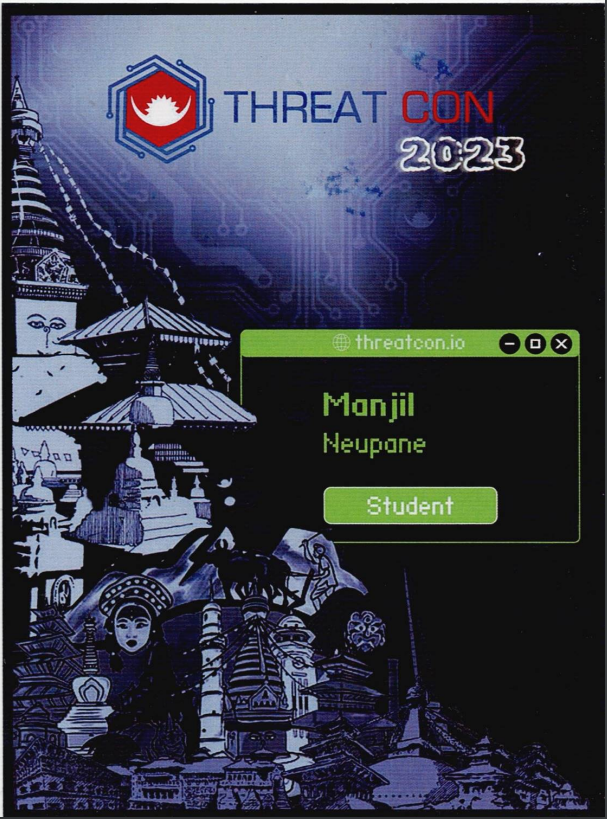 THREAT CON
2023
threatcon.io
Manjil
Neupane
Student